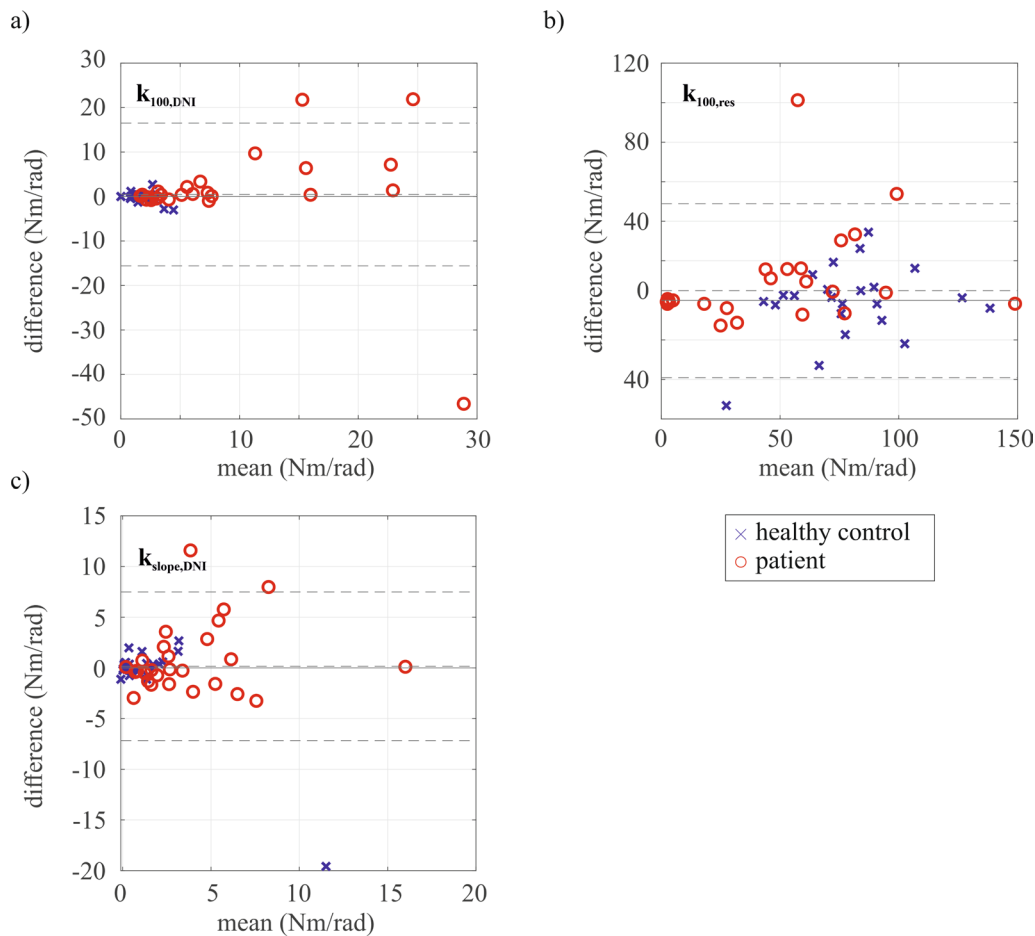 a)
30
20
10
0
-10
-20
-30
-40
-50
k100,DNI
difference (Nm/rad)
0
10
20
30
mean (Nm/rad)
b)
120
80
40
0
40
k100,res
difference (Nm/rad)
0
50
100
150
mean (Nm/rad)
c)
15
10
5
0
-5
-10
-15
-20
kslope,DNI
difference (Nm/rad)
0
5
10
15
20
mean (Nm/rad)
healthy control
patient